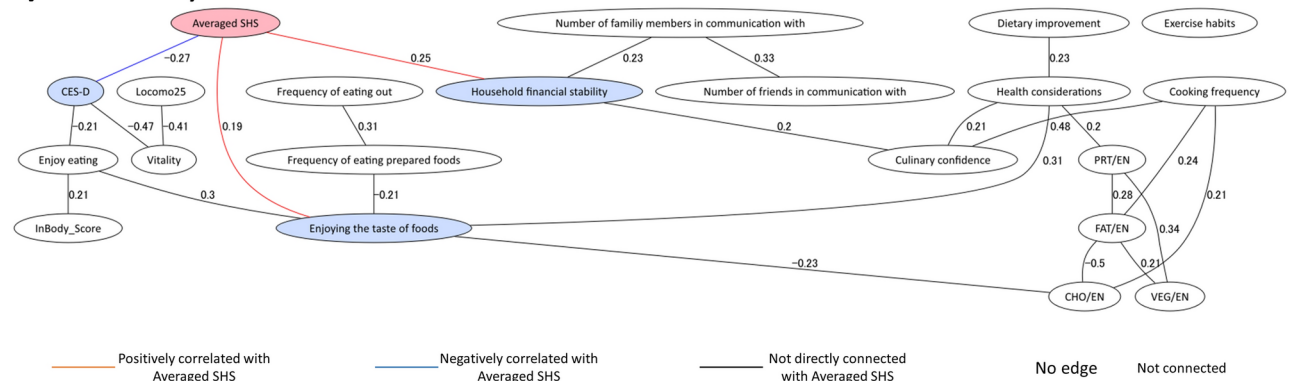 Averaged SHS
Number of familiy members in communication with
Dietary improvement
Exercise habits
−0.27
0.25
0.23
0.33
0.23
CES-D
Locomo25
Frequency of eating out
Household financial stability
Number of friends in communication with
Health considerations
Cooking frequency
−0.21
−0.47
−0.41
0.19
0.31
0.2
0.21
0.48
0.2
Enjoy eating
Vitality
Frequency of eating prepared foods
Culinary confidence
PRT/EN
0.31
0.24
0.21
0.3
−0.21
0.28
0.21
InBody_Score
Enjoying the taste of foods
FAT/EN
0.34
−0.23
−0.5
0.21
CHO/EN
VEG/EN
Positively correlated with
Averaged SHS
Negatively correlated with
Averaged SHS
Not directly connected
with Averaged SHS
No edge
Not connected